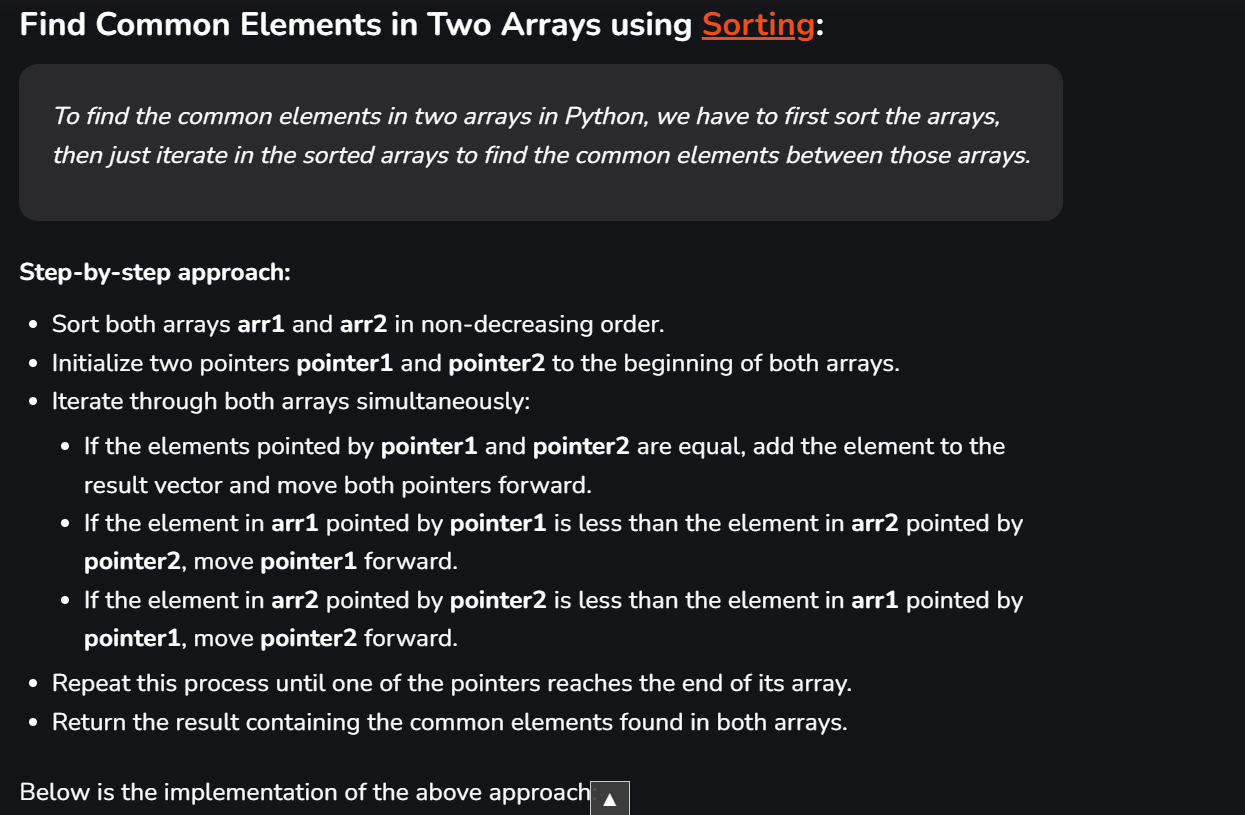 Find Common Elements in Two Arrays using Sorting:
To find the common elements in two arrays in Python, we have to first sort the arrays,
then just iterate in the sorted arrays to find the common elements between those arrays.
Step-by-step approach:
• Sort both arrays arr1 and arr2 in non-decreasing order.
• Initialize two pointers pointer1 and pointer2 to the beginning of both arrays.
• Iterate through both arrays simultaneously:
• If the elements pointed by pointer1 and pointer2 are equal, add the element to the
result vector and move both pointers forward.
• If the element in arr1 pointed by pointer1 is less than the element in arr2 pointed by
pointer2, move pointer1 forward.
• If the element in arr2 pointed by pointer2 is less than the element in arr1 pointed by
pointer1, move pointer2 forward.
• Repeat this process until one of the pointers reaches the end of its array.
• Return the result containing the common elements found in both arrays.
Below is the implementation of the above approach: